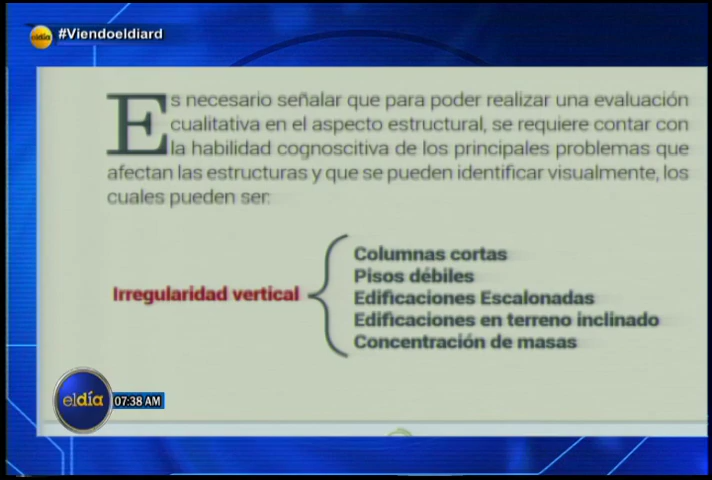 eldía
#Viendoeldiard
Es necesario señalar que para poder realizar una evaluación
cualitativa en el aspecto estructural, se requiere contar con
la habilidad cognoscitiva de los principales problemas que
afectan las estructuras y que se pueden identificar visualmente, los
cuales pueden ser:
Columnas cortas
Pisos débiles
Irregularidad vertical
Edificaciones Escalonadas
Edificaciones en terreno inclinado
Concentración de masas
eldía
07:38 AM